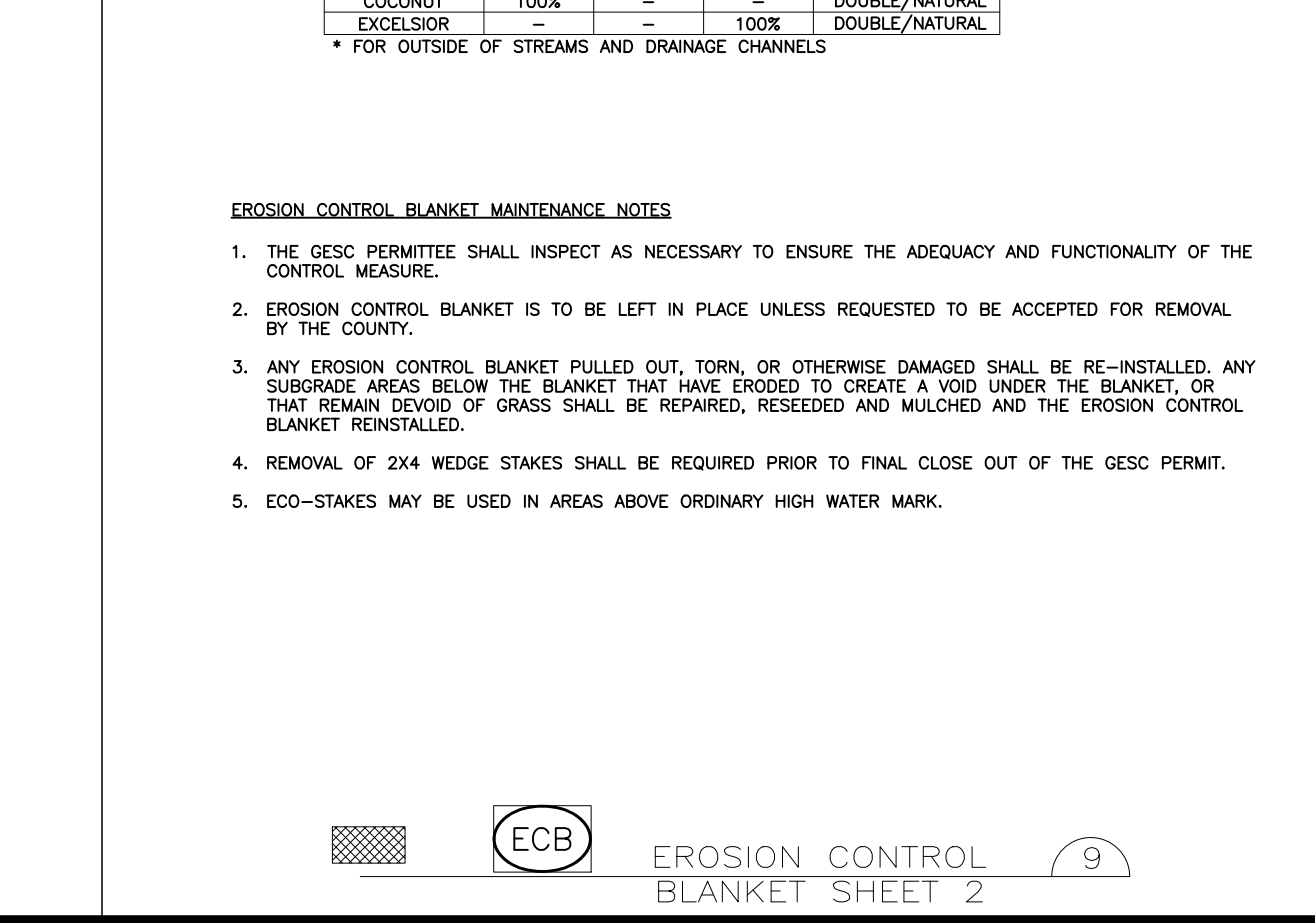 COCONUT 100% – – DOUBLE/NATURAL
EXCELSIOR – – 100% DOUBLE/NATURAL
* FOR OUTSIDE OF STREAMS AND DRAINAGE CHANNELS
EROSION CONTROL BLANKET MAINTENANCE NOTES
1. THE GESC PERMITTEE SHALL INSPECT AS NECESSARY TO ENSURE THE ADEQUACY AND FUNCTIONALITY OF THE
CONTROL MEASURE.
2. EROSION CONTROL BLANKET IS TO BE LEFT IN PLACE UNLESS REQUESTED TO BE ACCEPTED FOR REMOVAL
BY THE COUNTY.
3. ANY EROSION CONTROL BLANKET PULLED OUT, TORN, OR OTHERWISE DAMAGED SHALL BE RE–INSTALLED. ANY
SUBGRADE AREAS BELOW THE BLANKET THAT HAVE ERODED TO CREATE A VOID UNDER THE BLANKET, OR
THAT REMAIN DEVOID OF GRASS SHALL BE REPAIRED, RESEEDED AND MULCHED AND THE EROSION CONTROL
BLANKET REINSTALLED.
4. REMOVAL OF 2X4 WEDGE STAKES SHALL BE REQUIRED PRIOR TO FINAL CLOSE OUT OF THE GESC PERMIT.
5. ECO–STAKES MAY BE USED IN AREAS ABOVE ORDINARY HIGH WATER MARK.
ECB
EROSION CONTROL
BLANKET SHEET 2
9